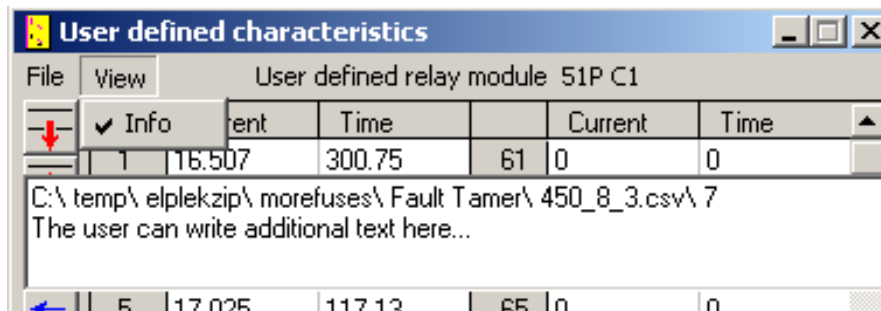 User defined characteristics
File View User defined relay module 51P C1
Info rent Time Current Time
1 16.507 300.75 61 0 0
C:\ temp\ elplekzip\ morefuses\ Fault Tamer\ 450_8_3.csv\ 7
The user can write additional text here...
5 17.025 117.13 65 0 0